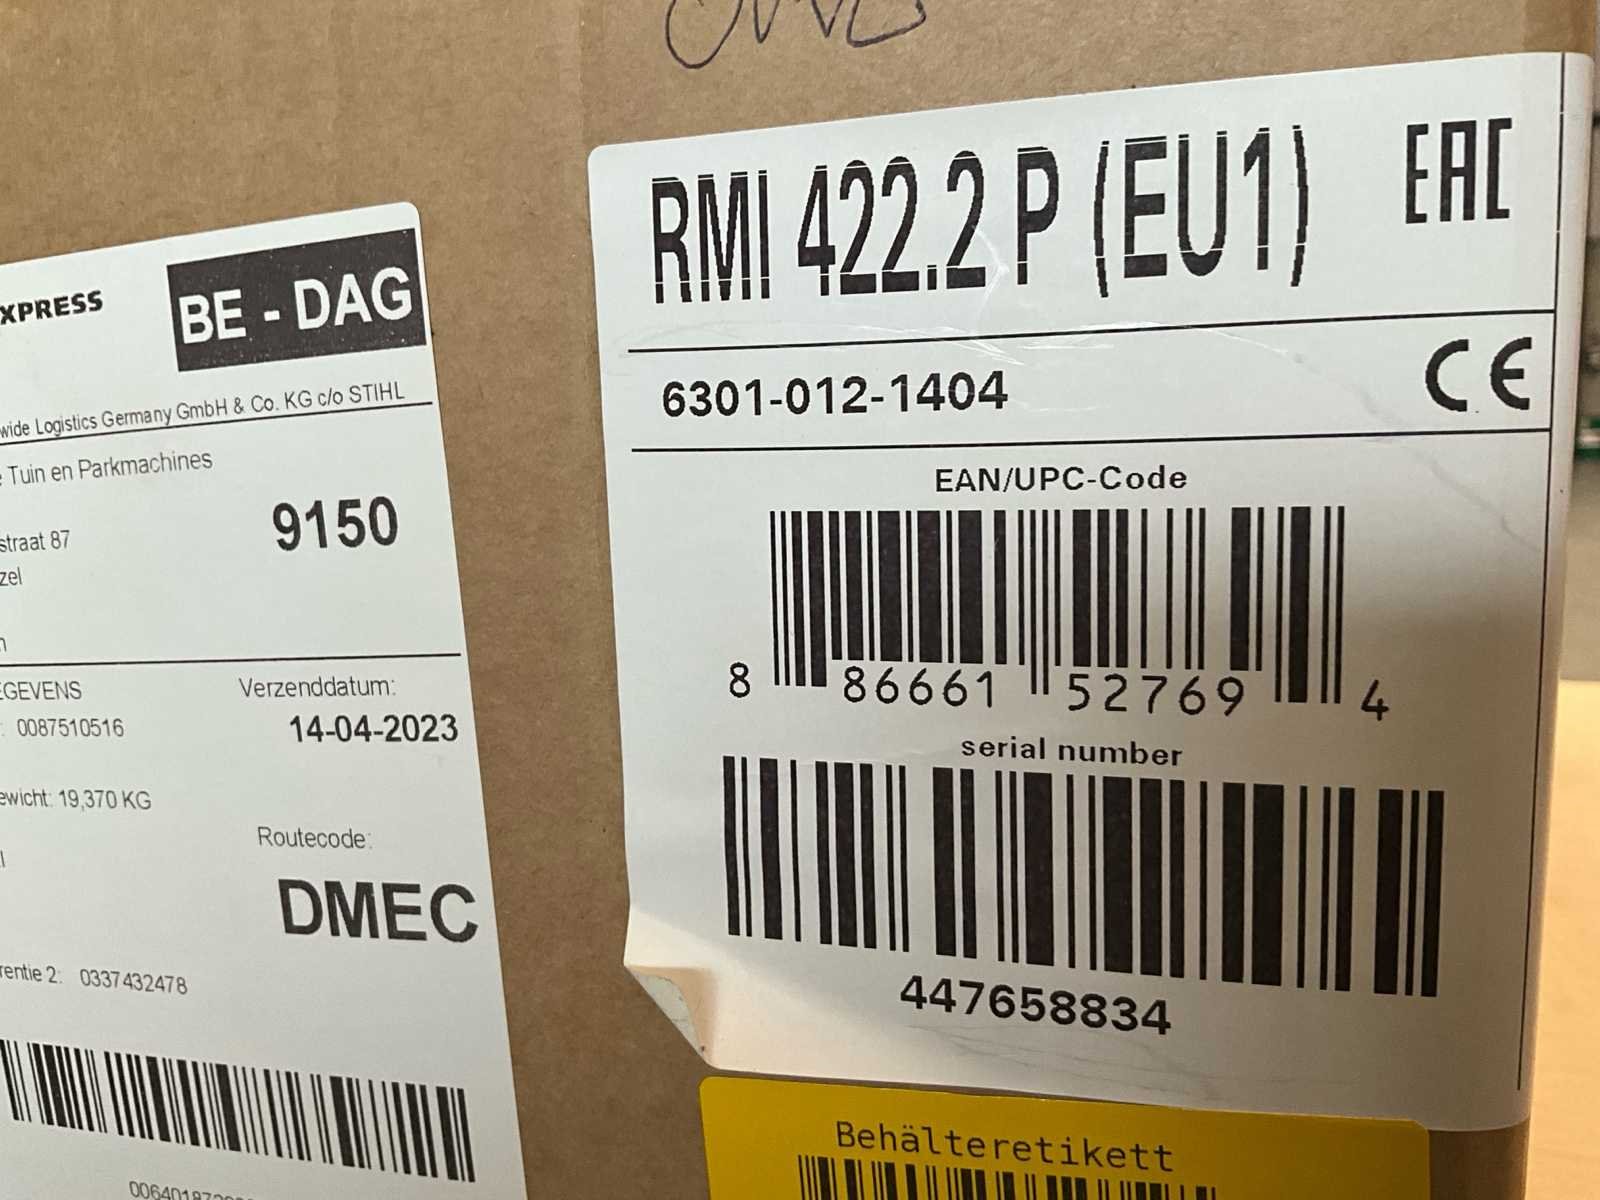 RMI 422.2 P (EU1)
EAC
6301-012-1404
CE
EAN/UPC-Code
8 86661 52769 4
serial number
447658834
Behälteretikett
XPRESS
BE - DAG
wide Logistics Germany GmbH & Co. KG c/o STIHL
e Tuin en Parkmachines
9150
straat 87
zel
EGEVENS
Verzenddatum:
: 0087510516
14-04-2023
ewicht: 19,370 KG
Routecode:
DMEC
rentie 2: 0337432478